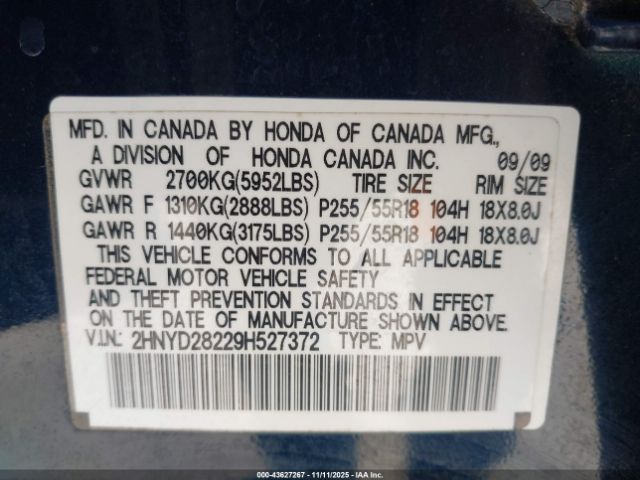 MFD. IN CANADA BY HONDA OF CANADA MFG.,
A DIVISION OF HONDA CANADA INC. 09/09
GVWR 2700KG(5952LBS) TIRE SIZE RIM SIZE
GAWR F 1310KG(2888LBS) P255/55R18 104H 18X8.0J
GAWR R 1440KG(3175LBS) P255/55R18 104H 18X8.0J
THIS VEHICLE CONFORMS TO ALL APPLICABLE
FEDERAL MOTOR VEHICLE SAFETY
AND THEFT PREVENTION STANDARDS IN EFFECT
ON THE DATE OF MANUFACTURE SHOWN ABOVE.
V.I.N.: 2HNYD28229H527372 TYPE: MPV
000-43627267 - 11/11/2025 - IAA Inc.